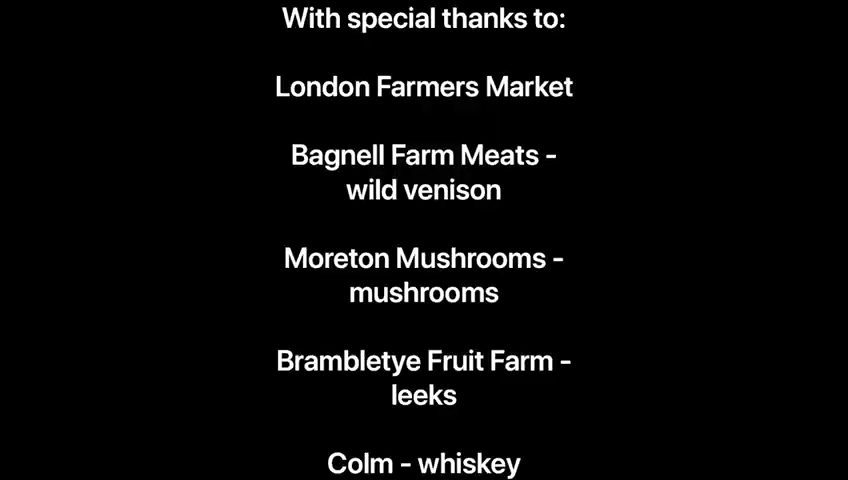 With special thanks to:
London Farmers Market
Bagnell Farm Meats -
wild venison
Moreton Mushrooms -
mushrooms
Brambletye Fruit Farm -
leeks
Colm - whiskey